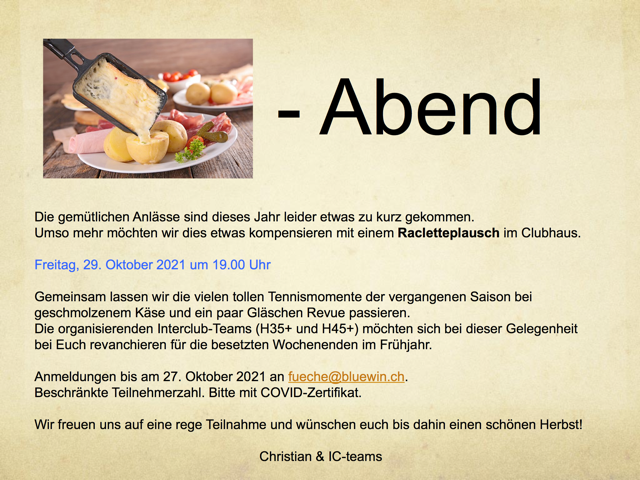 - Abend
Die gemütlichen Anlässe sind dieses Jahr leider etwas zu kurz gekommen.
Umso mehr möchten wir dies etwas kompensieren mit einem Racletteplausch im Clubhaus.
Freitag, 29. Oktober 2021 um 19.00 Uhr
Gemeinsam lassen wir die vielen tollen Tennismomente der vergangenen Saison bei
geschmolzenem Käse und ein paar Gläschen Revue passieren.
Die organisierenden Interclub-Teams (H35+ und H45+) möchten sich bei dieser Gelegenheit
bei Euch revanchieren für die besetzten Wochenenden im Frühjahr.
Anmeldungen bis am 27. Oktober 2021 an fueche@bluewin.ch.
Beschränkte Teilnehmerzahl. Bitte mit COVID-Zertifikat.
Wir freuen uns auf eine rege Teilnahme und wünschen euch bis dahin einen schönen Herbst!
Christian & IC-teams